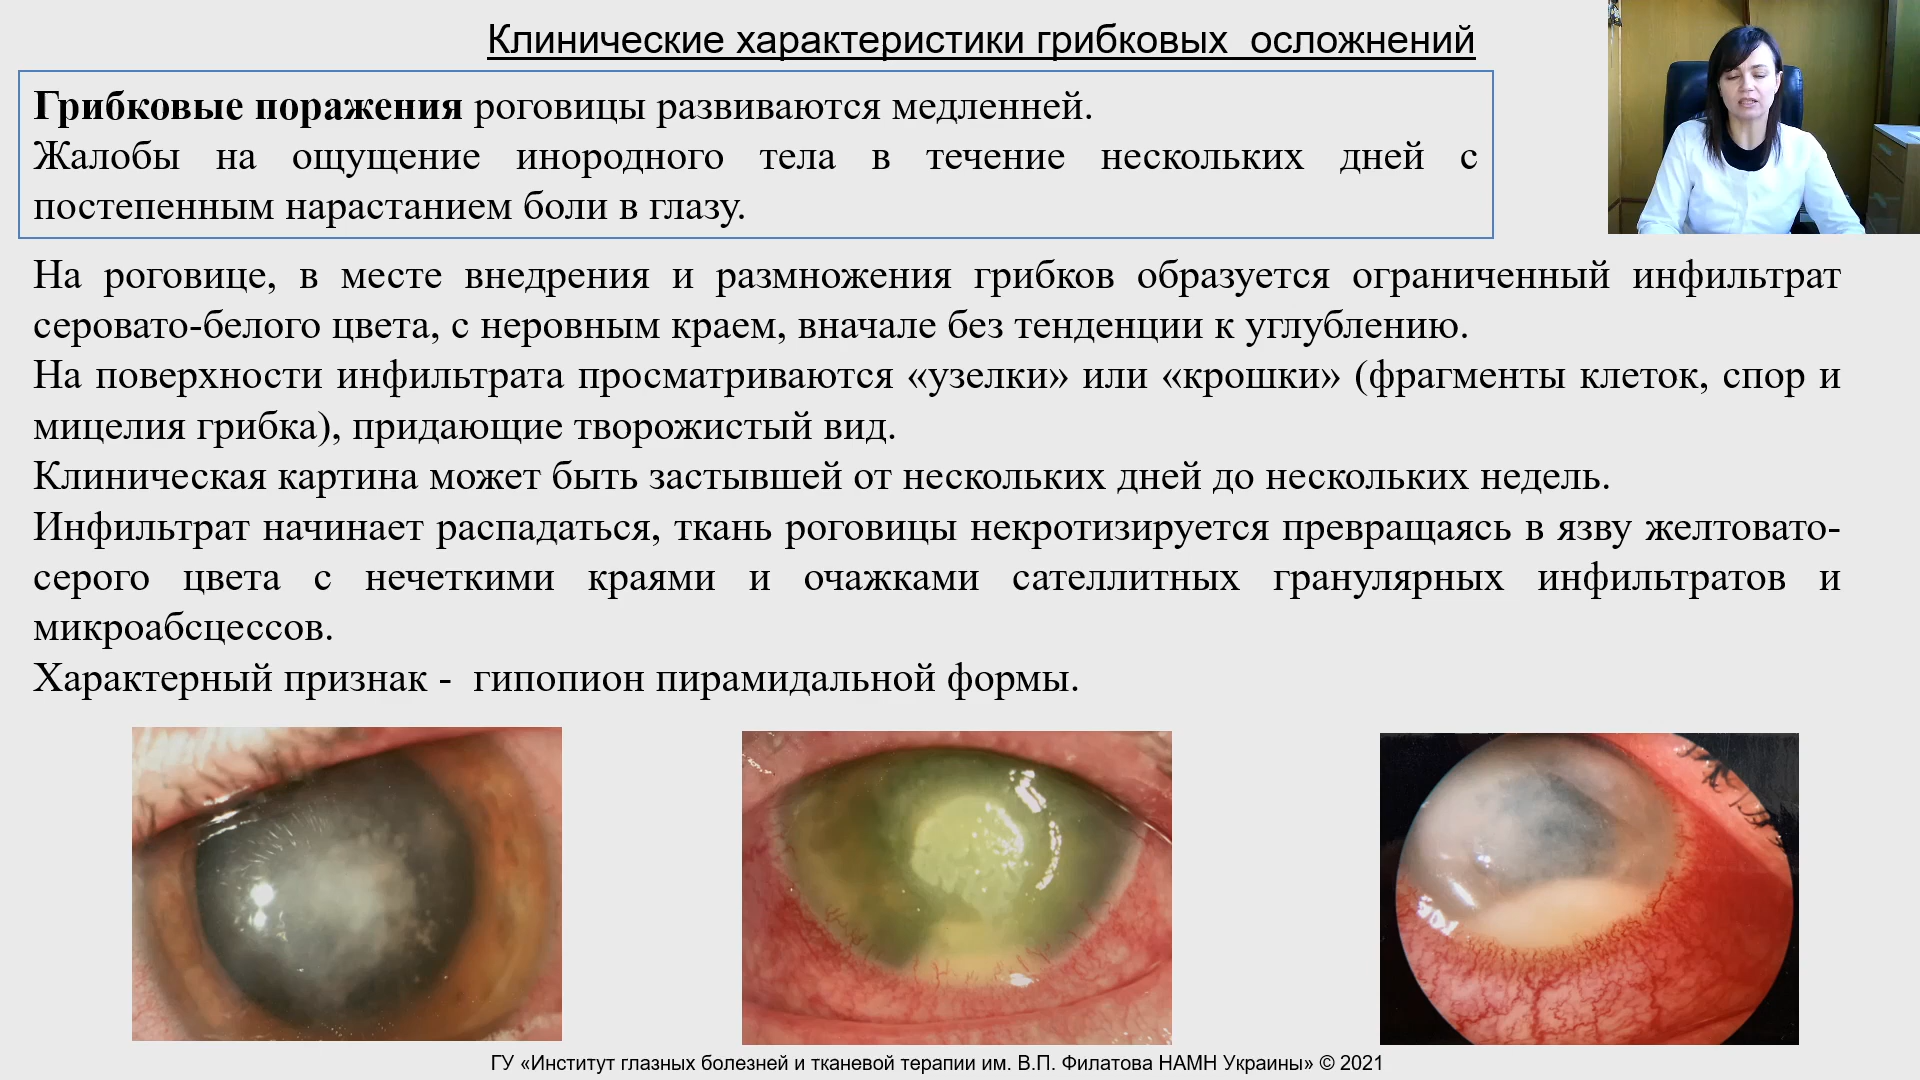 Клинические характеристики грибковых осложнений
Грибковые поражения роговицы развиваются медленней.
Жалобы на ощущение инородного тела в течение нескольких дней с
постепенным нарастанием боли в глазу.
На роговице, в месте внедрения и размножения грибков образуется ограниченный инфильтрат
серовато-белого цвета, с неровным краем, вначале без тенденции к углублению.
На поверхности инфильтрата просматриваются «узелки» или «крошки» (фрагменты клеток, спор и
мицелия грибка), придающие творожистый вид.
Клиническая картина может быть застывшей от нескольких дней до нескольких недель.
Инфильтрат начинает распадаться, ткань роговицы некротизируется превращаясь в язву желтовато-
серого цвета с нечеткими краями и очажками сателлитных гранулярных инфильтратов и
микроабсцессов.
Характерный признак - гипопион пирамидальной формы.
ГУ «Институт глазных болезней и тканевой терапии им. В.П. Филатова НАМН Украины» © 2021